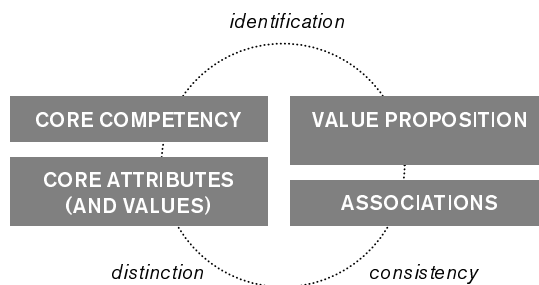 identification
CORE COMPETENCY
VALUE PROPOSITION
CORE ATTRIBUTES
(AND VALUES)
ASSOCIATIONS
distinction
consistency